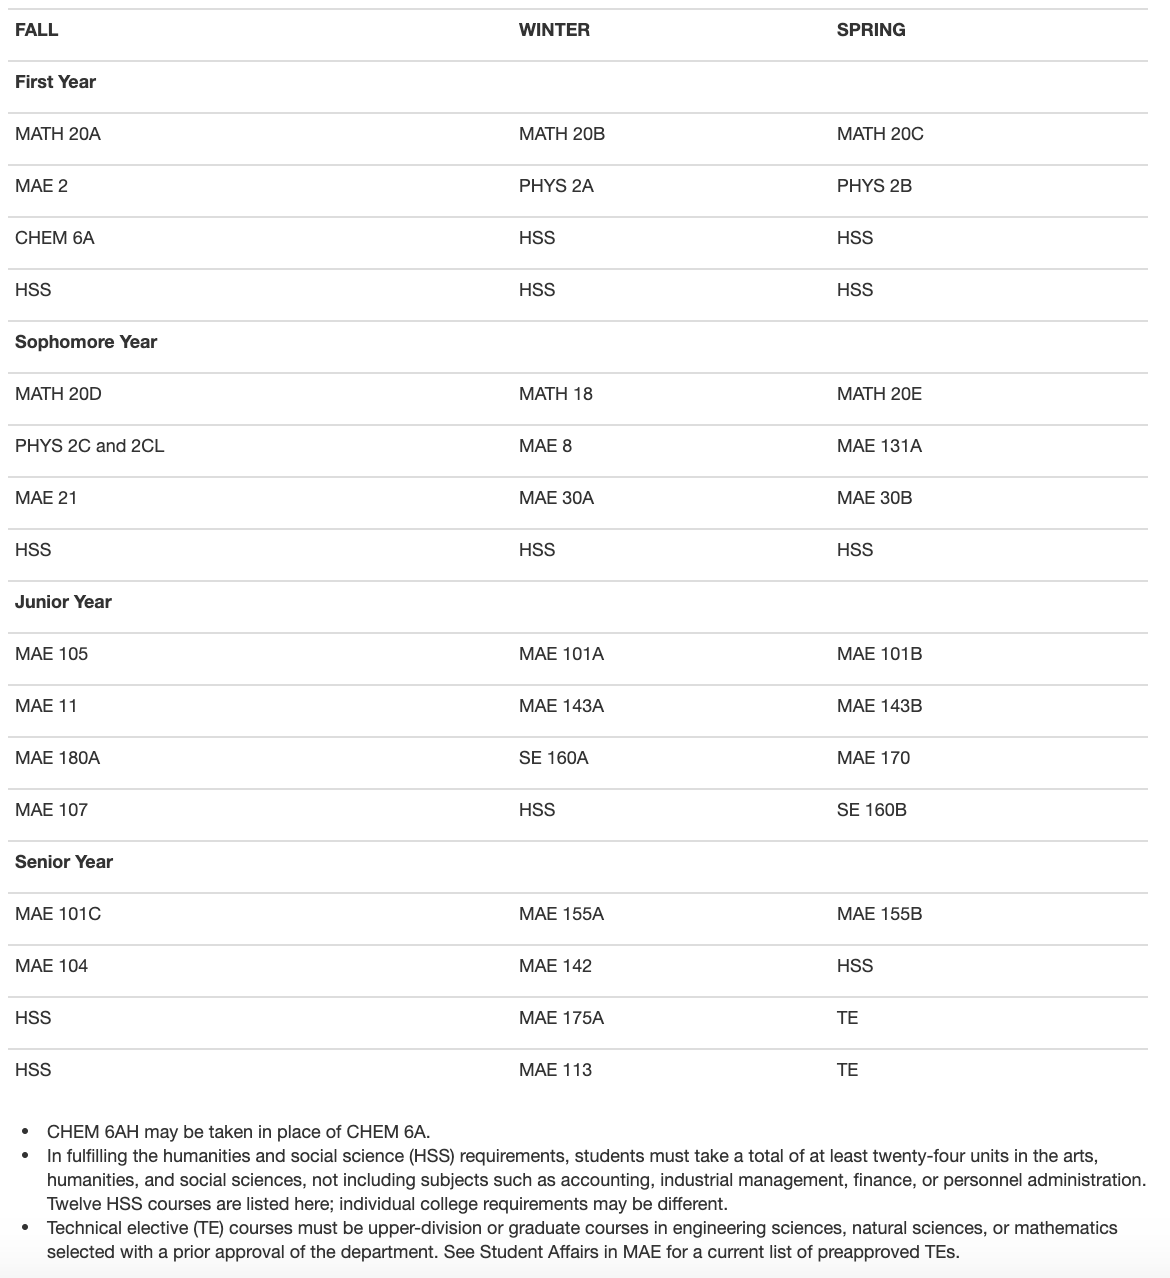 FALL WINTER SPRING
First Year
MATH 20A MATH 20B MATH 20C
MAE 2 PHYS 2A PHYS 2B
CHEM 6A HSS HSS
HSS HSS HSS
Sophomore Year
MATH 20D MATH 18 MATH 20E
PHYS 2C and 2CL MAE 8 MAE 131A
MAE 21 MAE 30A MAE 30B
HSS HSS HSS
Junior Year
MAE 105 MAE 101A MAE 101B
MAE 11 MAE 143A MAE 143B
MAE 180A SE 160A MAE 170
MAE 107 HSS SE 160B
Senior Year
MAE 101C MAE 155A MAE 155B
MAE 104 MAE 142 HSS
HSS MAE 175A TE
HSS MAE 113 TE
• CHEM 6AH may be taken in place of CHEM 6A.
• In fulfilling the humanities and social science (HSS) requirements, students must take a total of at least twenty-four units in the arts,
humanities, and social sciences, not including subjects such as accounting, industrial management, finance, or personnel administration.
Twelve HSS courses are listed here; individual college requirements may be different.
• Technical elective (TE) courses must be upper-division or graduate courses in engineering sciences, natural sciences, or mathematics
selected with a prior approval of the department. See Student Affairs in MAE for a current list of preapproved TEs.